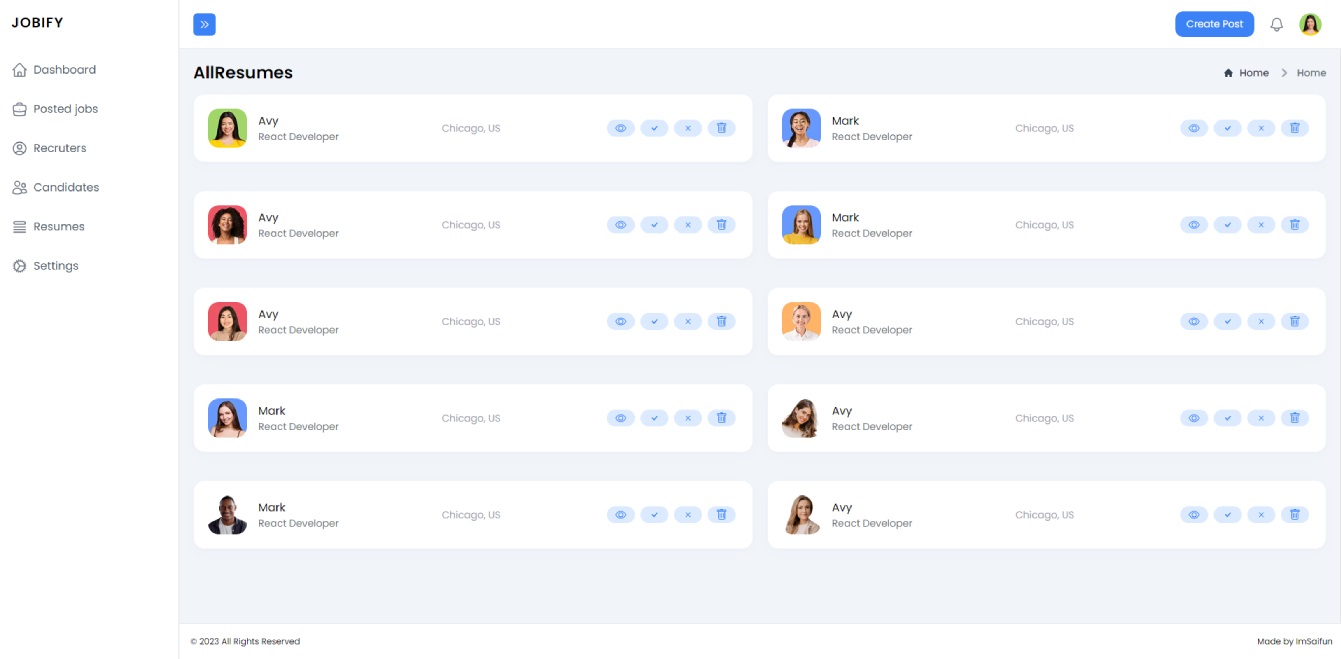 JOBIFY
Create Post
Dashboard
Posted jobs
Recruters
Candidates
Resumes
Settings
AllResumes
Home
Home
Avy
React Developer
Chicago, US
Mark
React Developer
Chicago, US
Avy
React Developer
Chicago, US
Mark
React Developer
Chicago, US
Avy
React Developer
Chicago, US
Avy
React Developer
Chicago, US
Mark
React Developer
Chicago, US
Avy
React Developer
Chicago, US
Mark
React Developer
Chicago, US
Avy
React Developer
Chicago, US
© 2023 All Rights Reserved
Made by ImSaifun